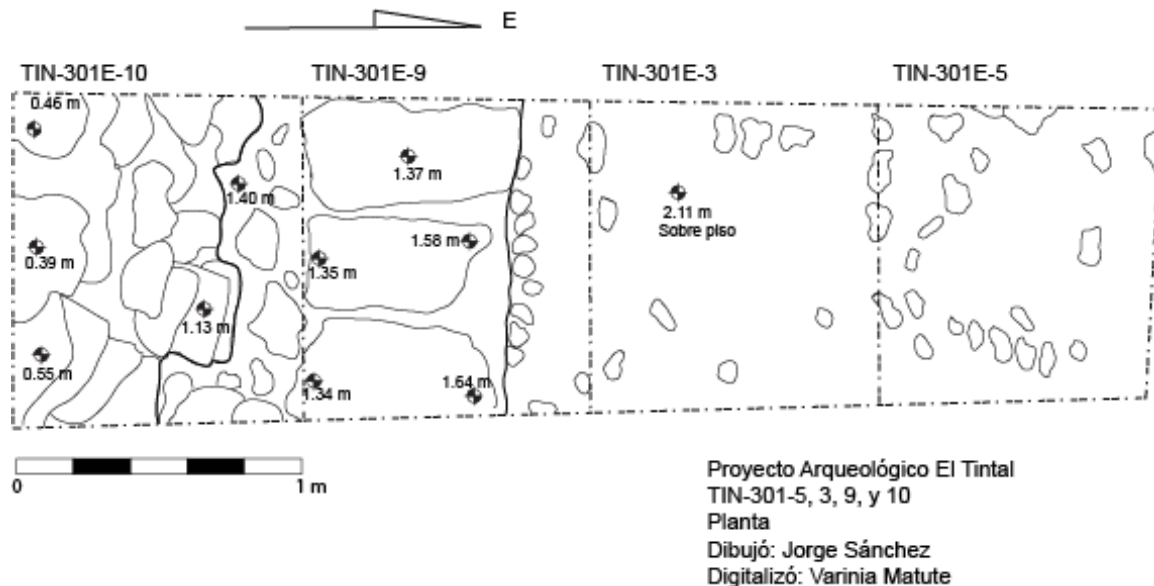 E
TIN-301E-10
TIN-301E-9
TIN-301E-3
TIN-301E-5
0.46 m
1.37 m
1.40 m
2.11 m
Sobre piso
1.58 m
0.39 m
1.35 m
1.13 m
0.55 m
1.34 m
1.64 m
0
1 m
Proyecto Arqueológico El Tintal
TIN-301-5, 3, 9, y 10
Planta
Dibujó: Jorge Sánchez
Digitalizó: Varinia Matute